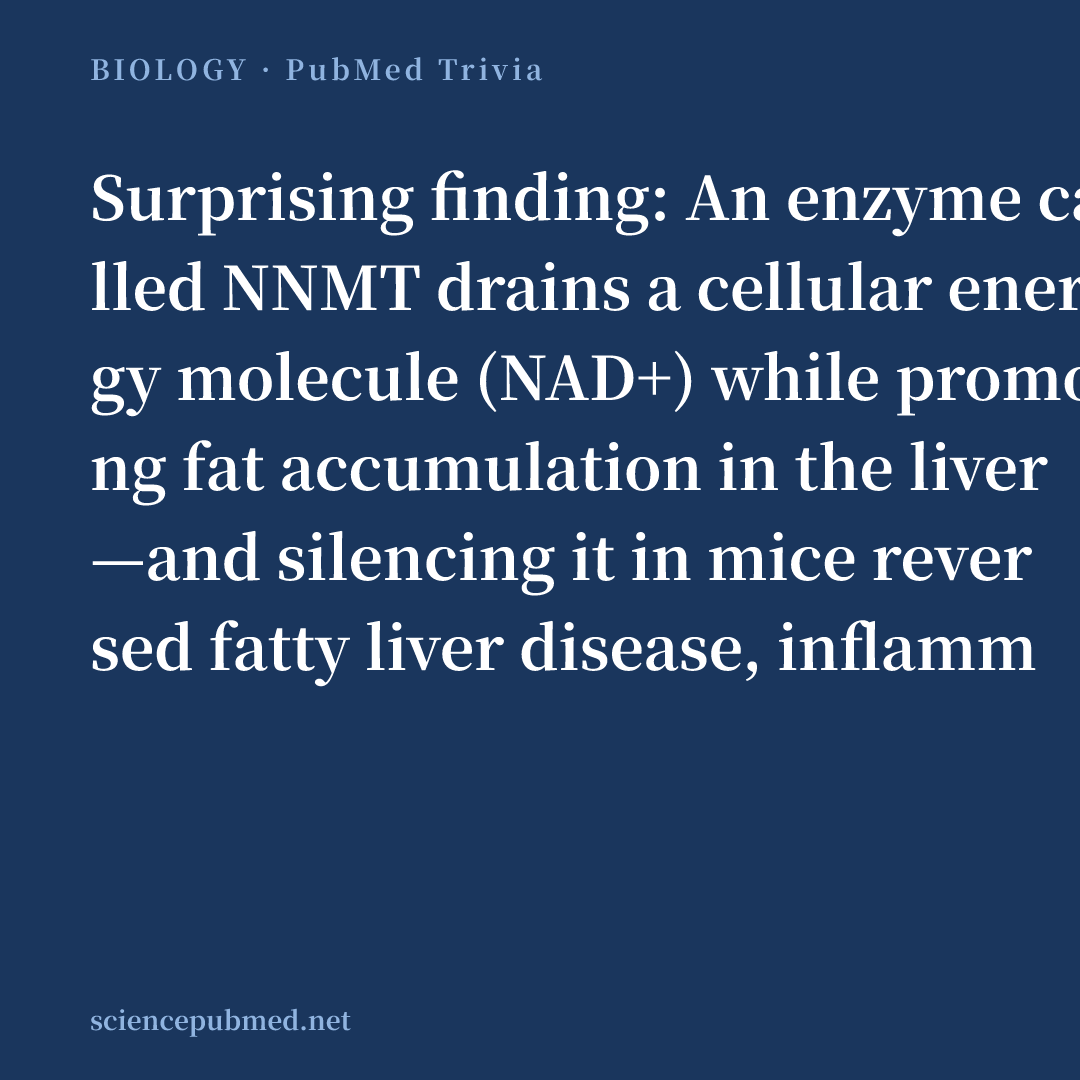 BIOLOGY · PubMed Trivia
Surprising finding: An enzyme ca
lled NNMT drains a cellular ener
gy molecule (NAD+) while promo
ng fat accumulation in the liver
—and silencing it in mice rever
sed fatty liver disease, inflamm
sciencepubmed.net